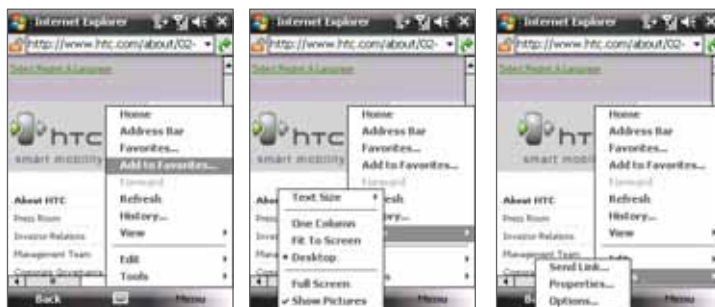 Internet Explorer
http://www.htc.com/about/02-
Select Region & Language
hTC
smart mobility
About HTC
Press Room
Investor Relations
Management Team
Corporate Governance
Home
Address Bar
Favorites...
Add to Favorites...
Forward
Refresh
History...
View
Edit
Tools
Back
Menu
Internet Explorer
http://www.htc.com/about/02-
Select Region & Language
hTC
smart mobility
Home
Address Bar
Favorites...
Add to Favorites...
Forward
Text Size
One Column
Fit To Screen
Desktop
Full Screen
Show Pictures
Menu
Internet Explorer
http://www.htc.com/about/02-
Select Region & Language
hT
smart mobility
About HTC
Press Room
Investor Relations
Management Team
Home
Address Bar
Favorites...
Add to Favorites...
Forward
Refresh
History...
View
Edit
Send Link...
Properties...
Options...
Menu